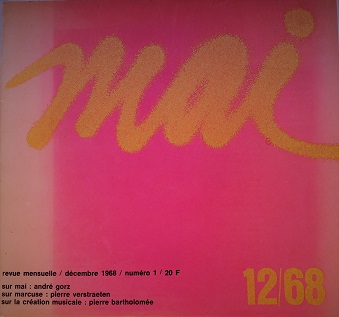 mai
revue mensuelle / décembre 1968 / numéro 1 / 20 F
sur mai : andré gorz
sur marcuse : pierre verstraeten
sur la création musicale : pierre bartholomée
12/68